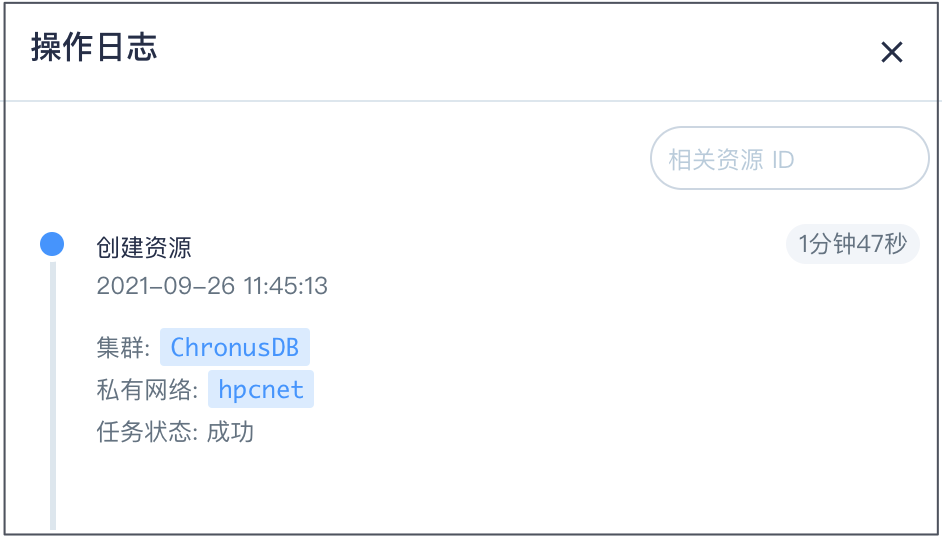 操作日志
相关资源 ID
创建资源 1分钟47秒
2021-09-26 11:45:13
集群: ChronusDB
私有网络: hpcnet
任务状态: 成功